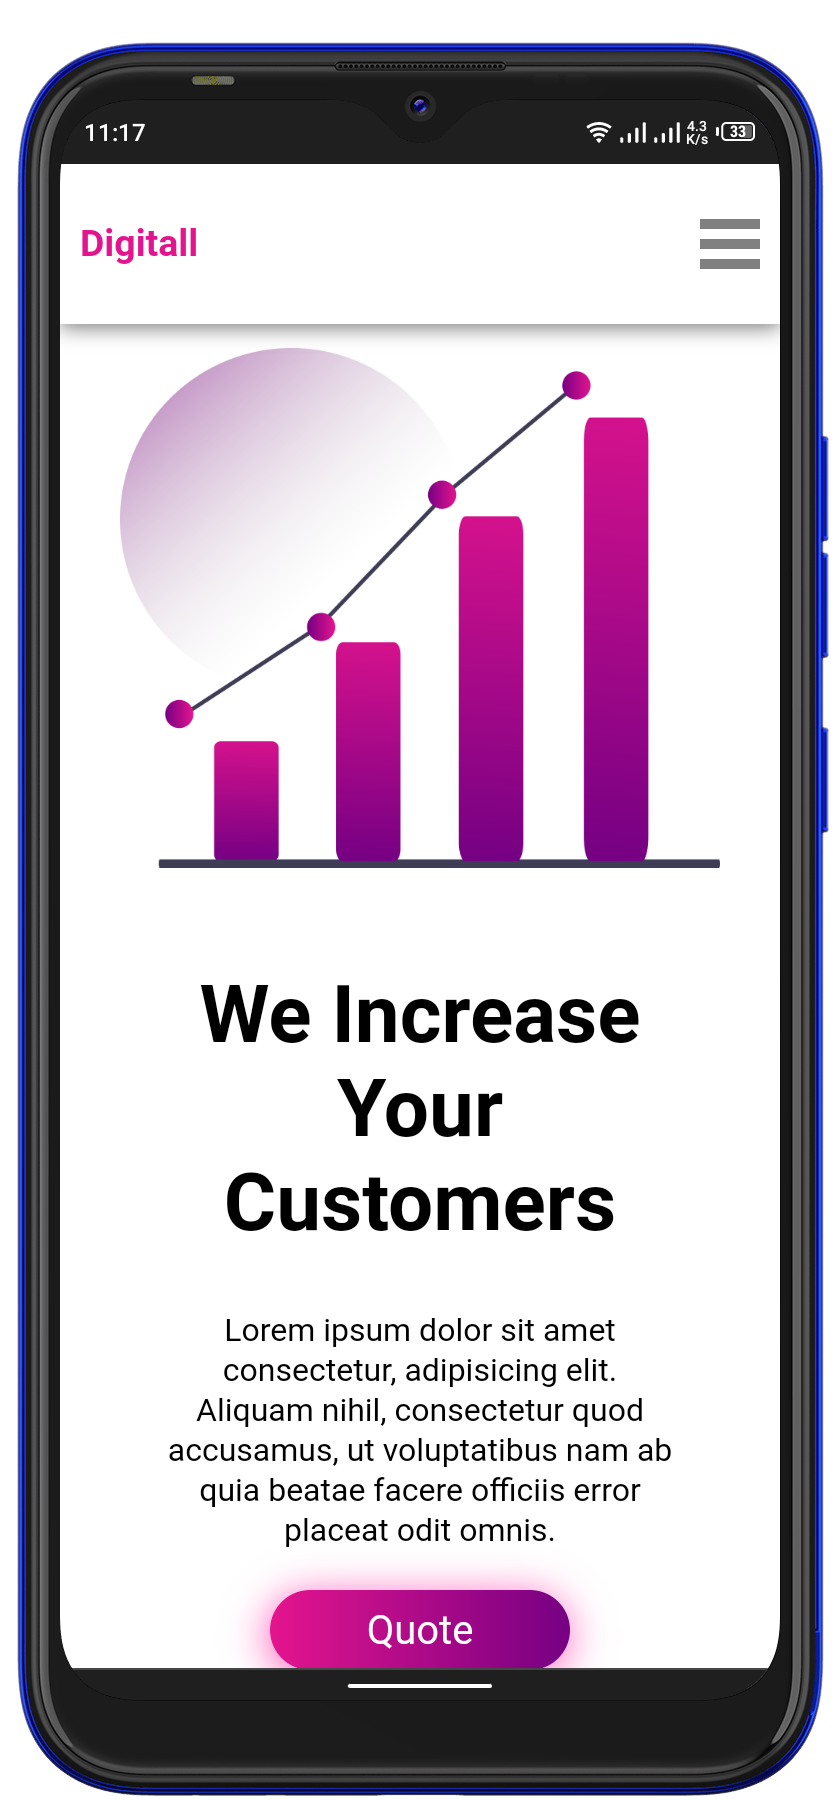 11:17
4.3
K/s
33
Digitall
We Increase
Your
Customers
Lorem ipsum dolor sit amet
consectetur, adipisicing elit.
Aliquam nihil, consectetur quod
accusamus, ut voluptatibus nam ab
quia beatae facere officiis error
placeat odit omnis.
Quote